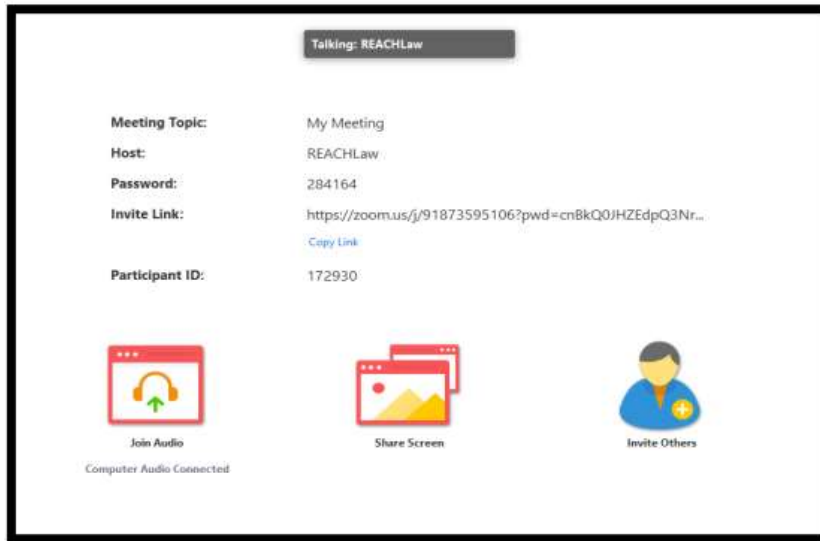 Talking: REACHLaw
Meeting Topic: My Meeting
Host: REACHLaw
Password: 284164
Invite Link: https://zoom.us/j/91873595106?pwd=cnBkQ0JHZEdpQ3Nr...
Copy Link
Participant ID: 172930
Join Audio Share Screen Invite Others
Computer Audio Connected